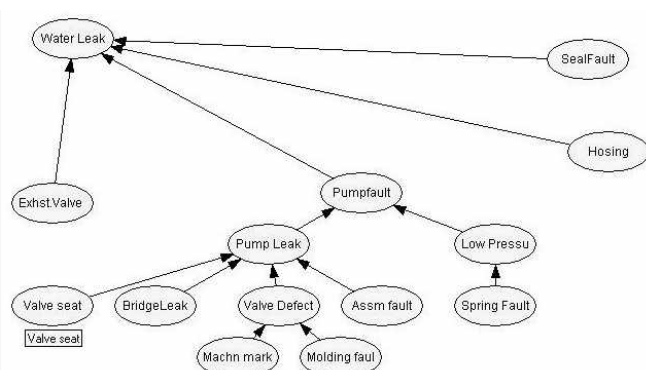 Water Leak
SealFault
Hosing
Pumpfault
Exhst.Valve
Pump Leak
Low Pressu
Valve seat
BridgeLeak
Valve Defect
Assm fault
Spring Fault
Valve seat
Machn mark
Molding faul